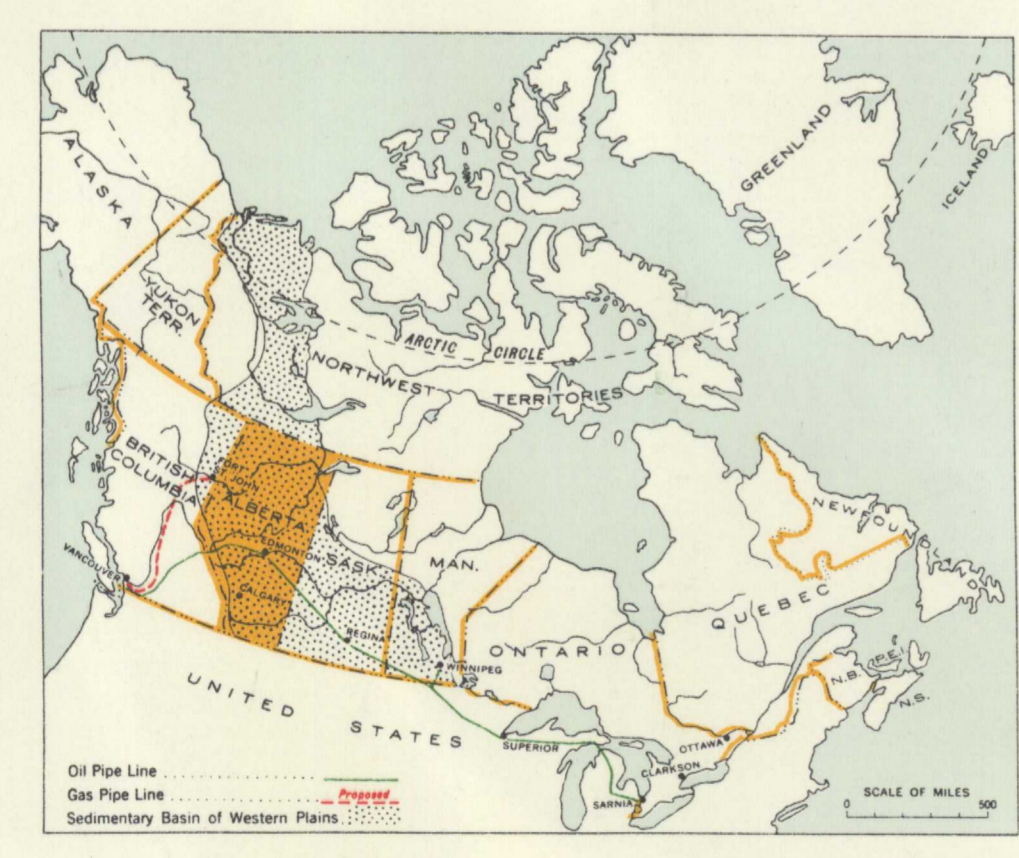 ALASKA
GREENLAND
ICELAND
YUKON
TERR.
ARCTIC CIRCLE
NORTHWEST TERRITORIES
BRITISH
COLUMBIA
FORT
ST. JOHN
ALBERTA
EDMONTON
SASK.
MAN.
NEWFOUNDLAND
VANCOUVER
CALGARY
QUEBEC
REGINA
ONTARIO
WINNIPEG
P.E.I.
N.B.
N.S.
UNITED STATES
SUPERIOR
OTTAWA
CLARKSON
SARNIA
Oil Pipe Line
Gas Pipe Line Proposed
Sedimentary Basin of Western Plains
SCALE OF MILES
0 500